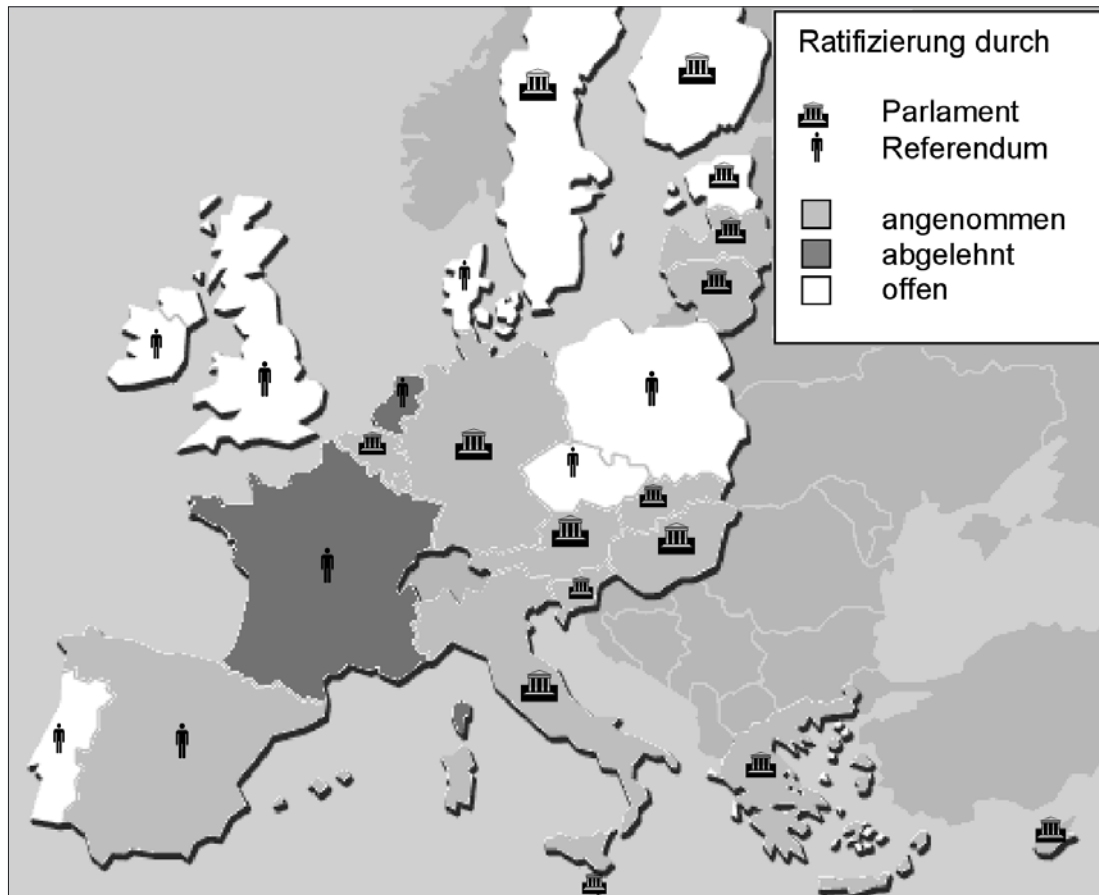 Ratifizierung durch
Parlament
Referendum
angenommen
abgelehnt
offen